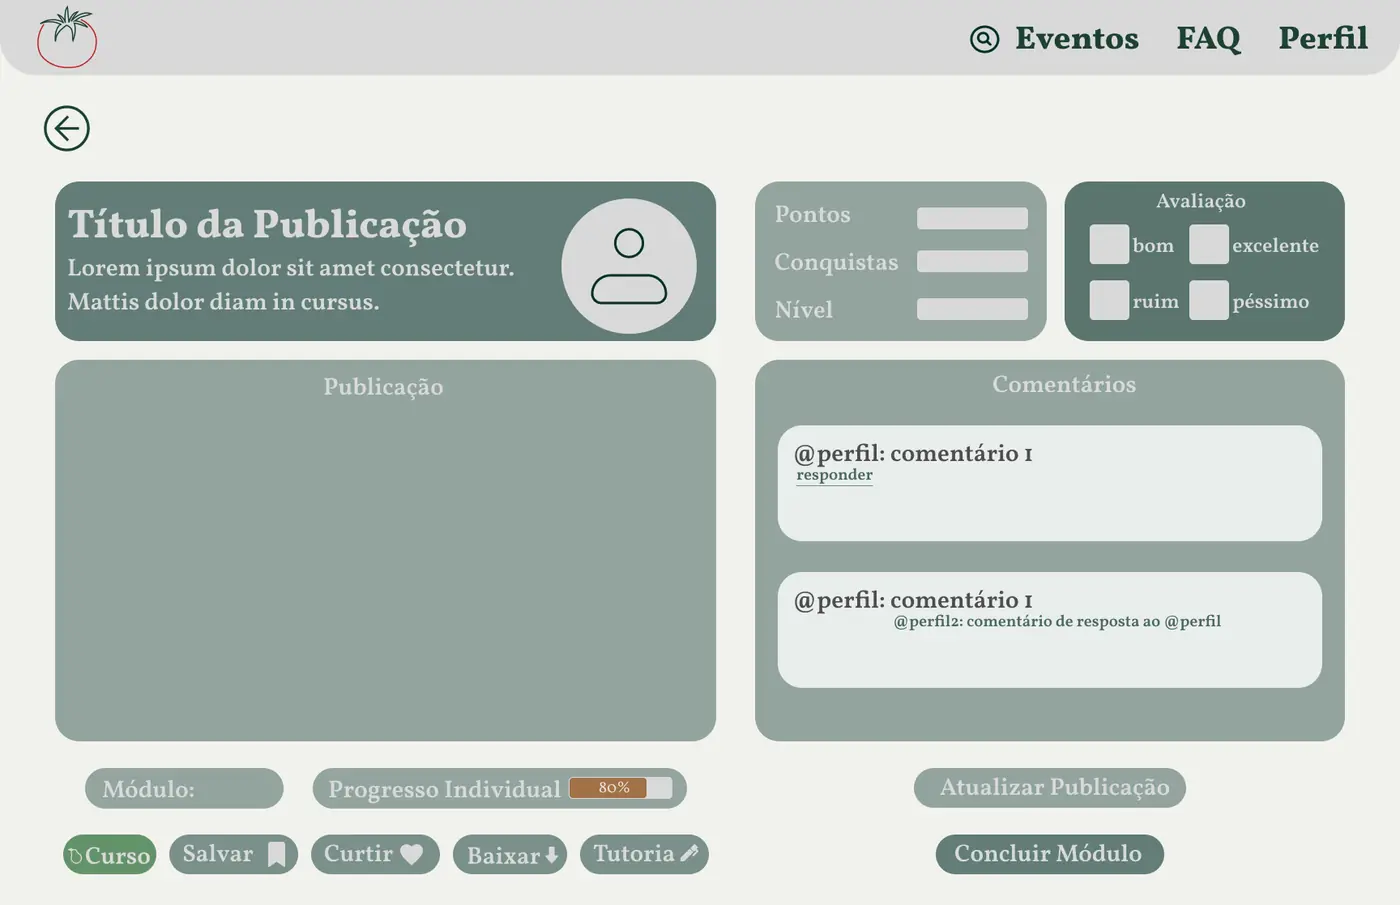 Eventos
FAQ
Perfil
Título da Publicação
Lorem ipsum dolor sit amet consectetur.
Mattis dolor diam in cursus.
Pontos
Conquistas
Nível
Avaliação
bom
excelente
ruim
péssimo
Publicação
Comentários
@perfil: comentário 1
responder
@perfil: comentário 1
@perfil2: comentário de resposta ao @perfil
Módulo:
Progresso Individual
80%
Atualizar Publicação
Curso
Salvar
Curtir
Baixar
Tutoria
Concluir Módulo